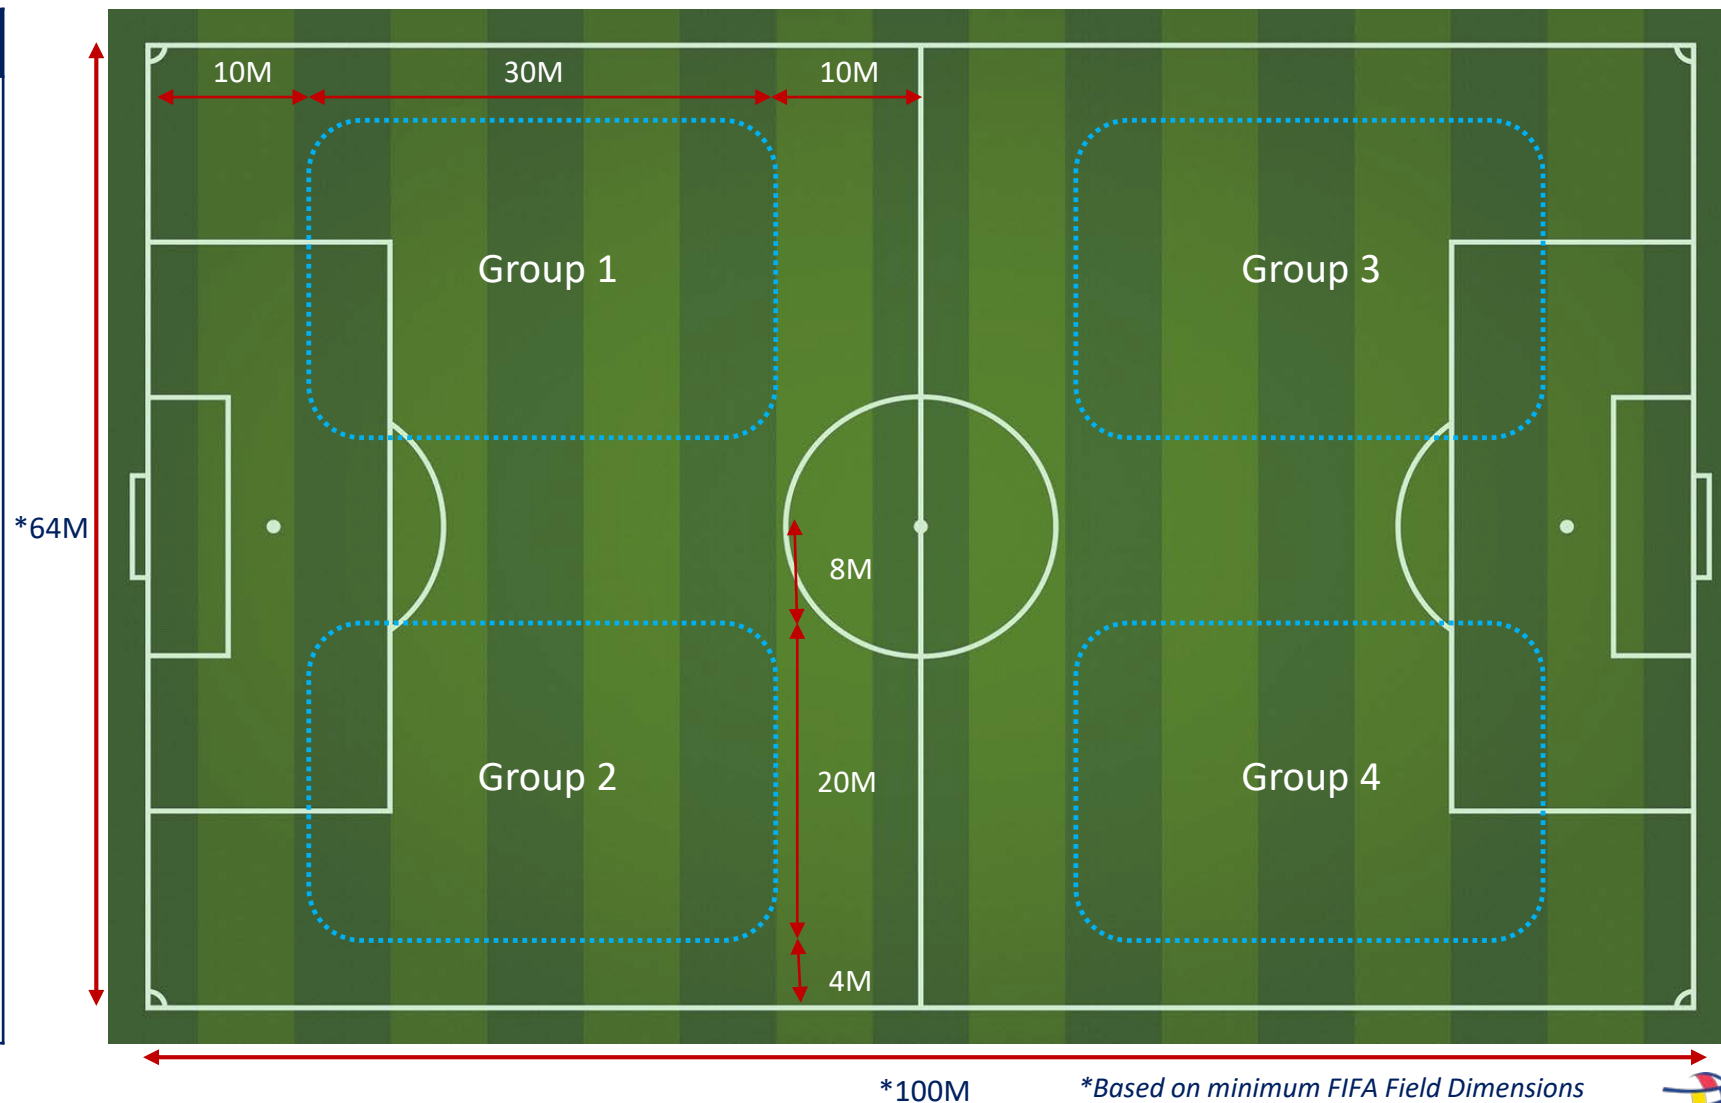 10M
30M
10M
Group 1
Group 3
*64M
8M
Group 2
20M
Group 4
4M
*100M
*Based on minimum FIFA Field Dimensions